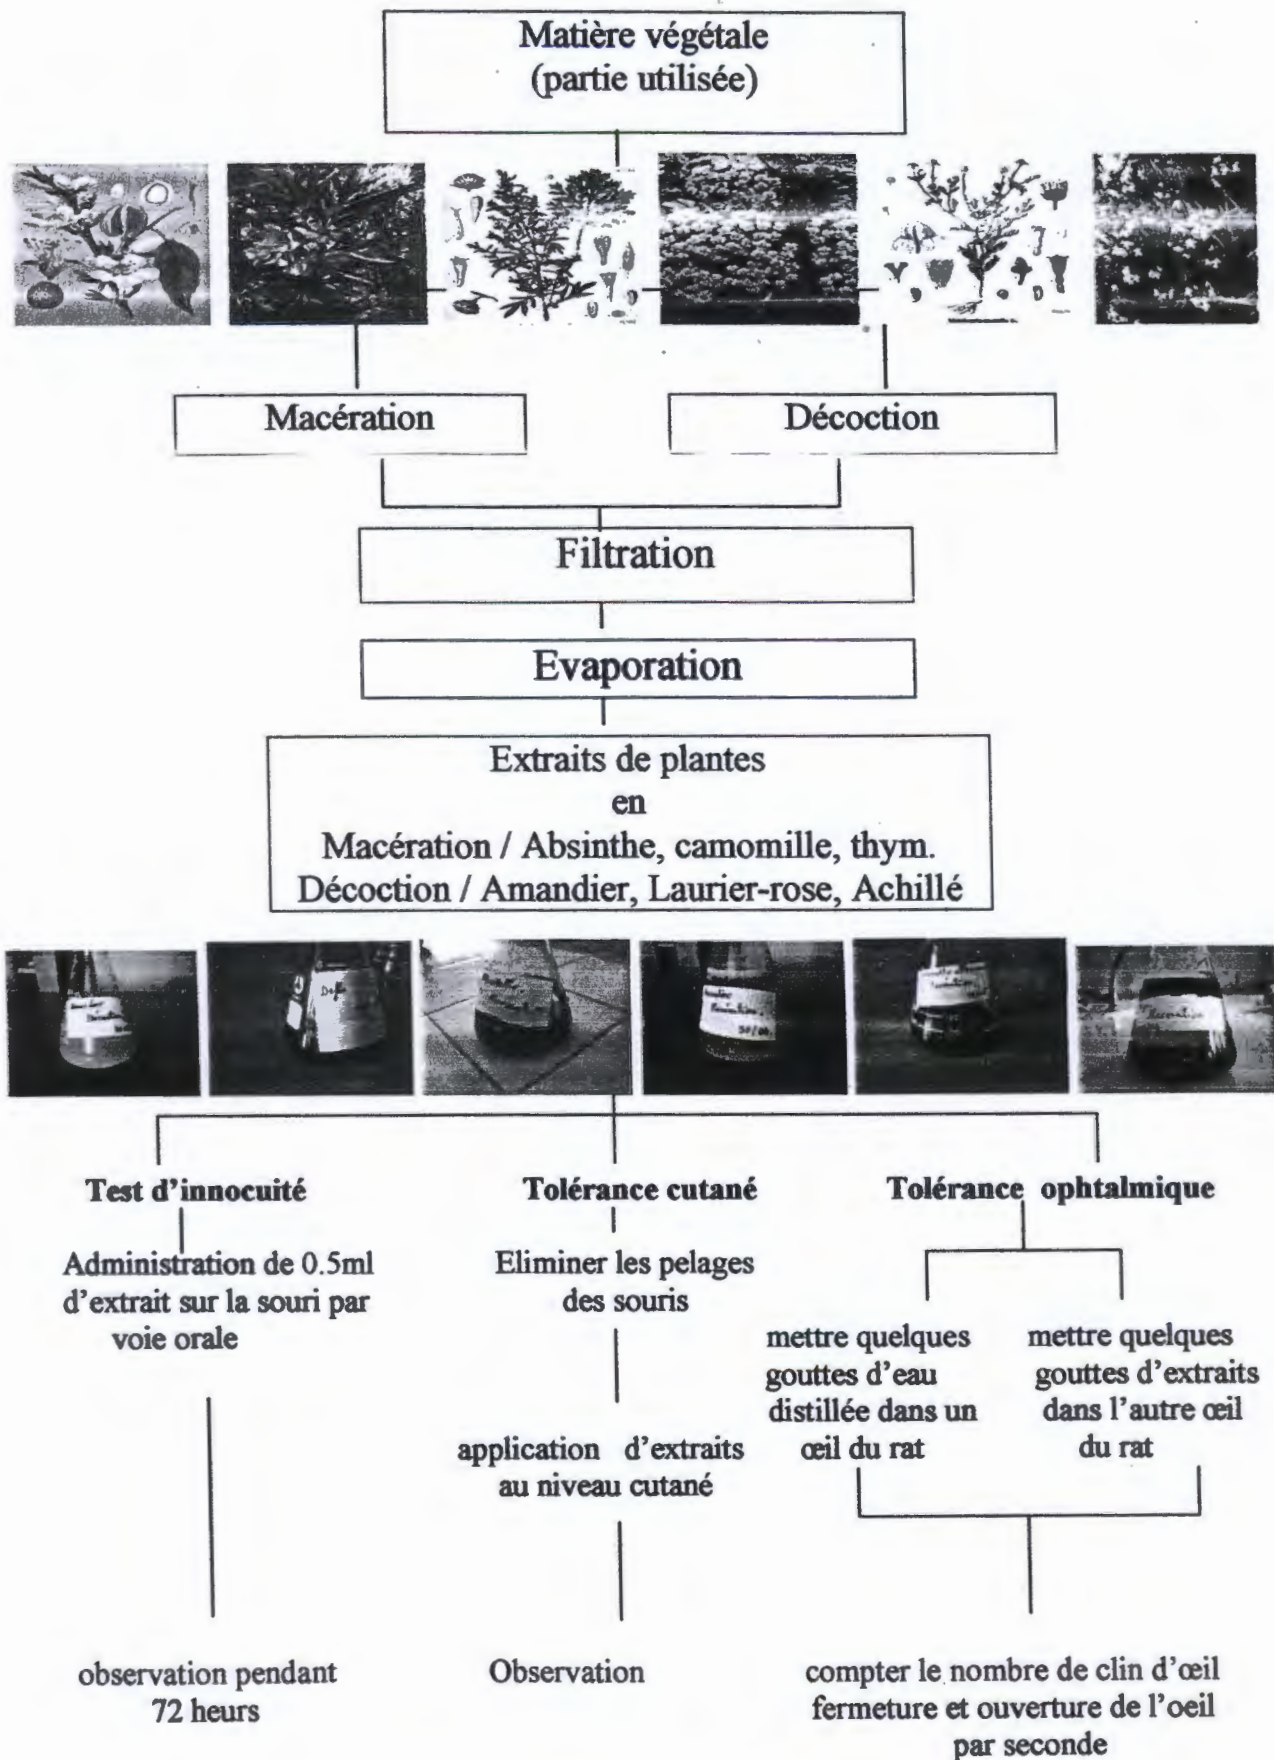 Matière végétale
(partie utilisée)
Macération
Décoction
Filtration
Evaporation
Extraits de plantes
en
Macération / Absinthe, camomille, thym.
Décoction / Amandier, Laurier-rose, Achillé
Macération
Test d'innocuité
Administration de 0.5ml
d'extrait sur la souri par
voie orale
observation pendant
72 heurs
Tolérance cutané
Eliminer les pelages
des souris
application d'extraits
au niveau cutané
Observation
Tolérance ophtalmique
mettre quelques
gouttes d'eau
distillée dans un
œil du rat
mettre quelques
gouttes d'extraits
dans l'autre œil
du rat
compter le nombre de clin d'œil
fermeture et ouverture de l'oeil
par seconde